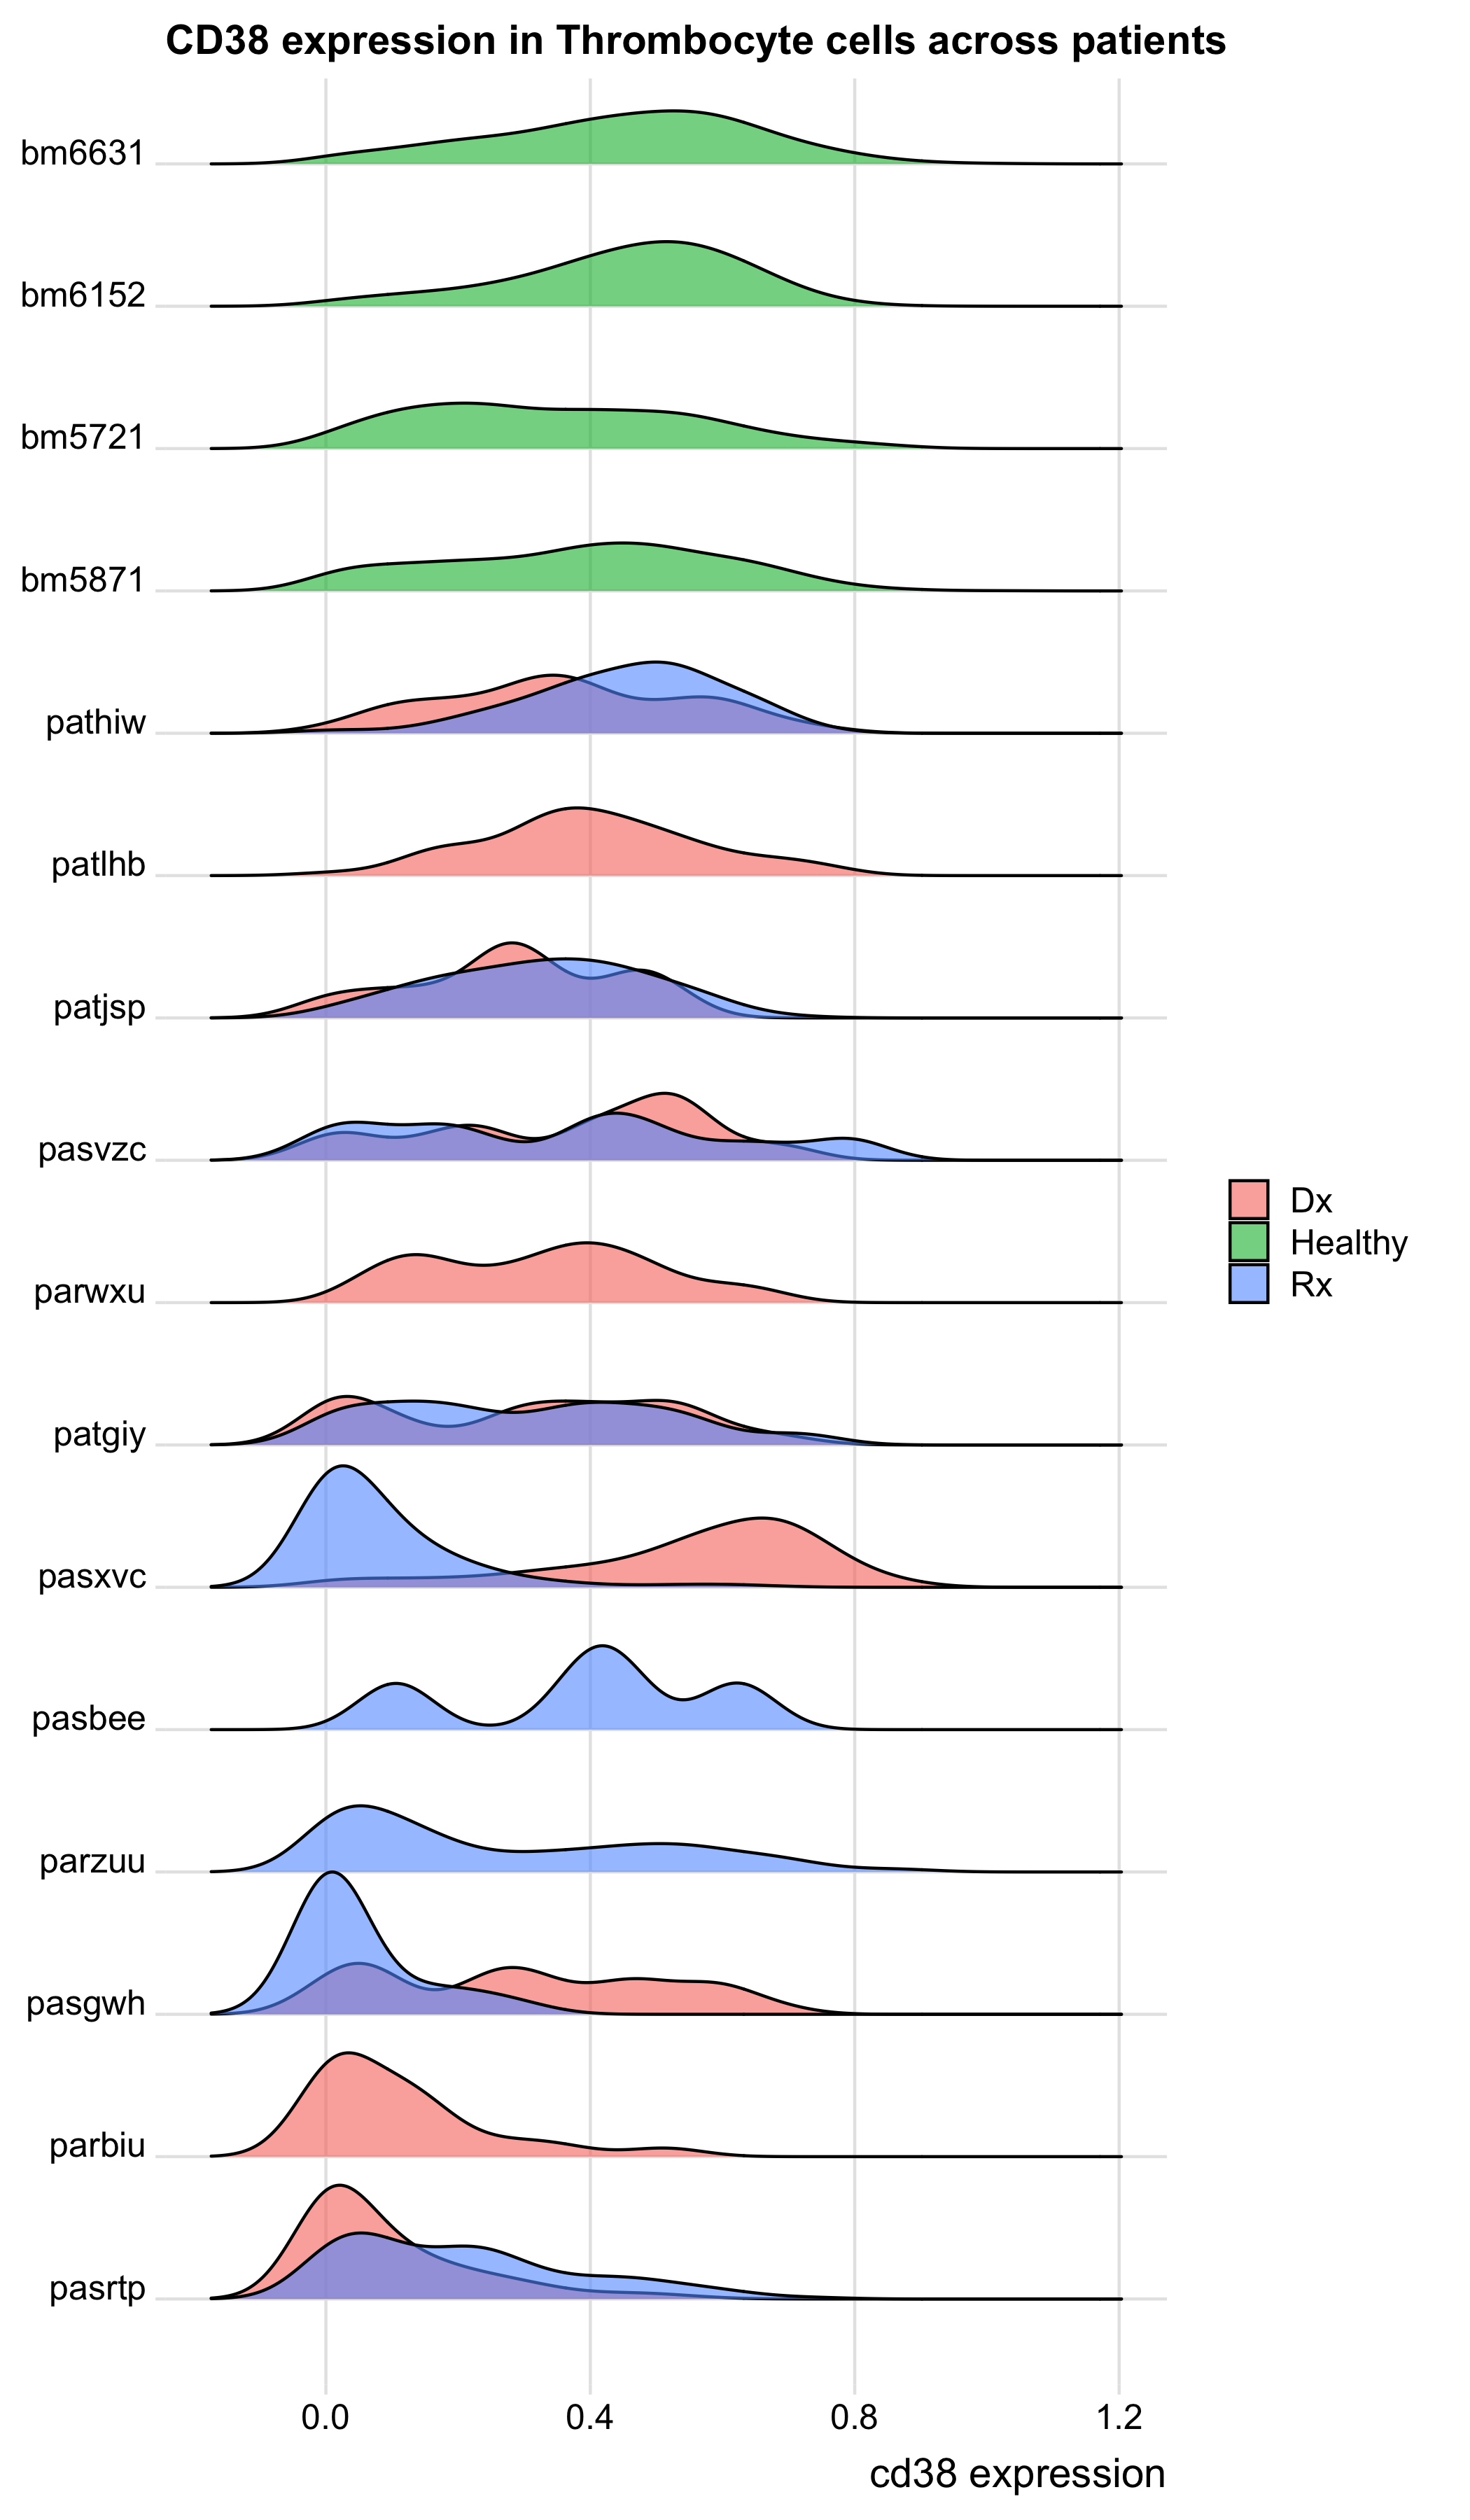 CD38 expression in Thrombocyte cells across patients
bm6631
bm6152
bm5721
bm5871
pathiw
patlhb
patjsp
pasvzc
parwxu
patgiy
pasxvc
pasbee
parzuu
pasgwh
parbiu
pasrtp
Dx
Healthy
Rx
0.0 0.4 0.8 1.2
cd38 expression